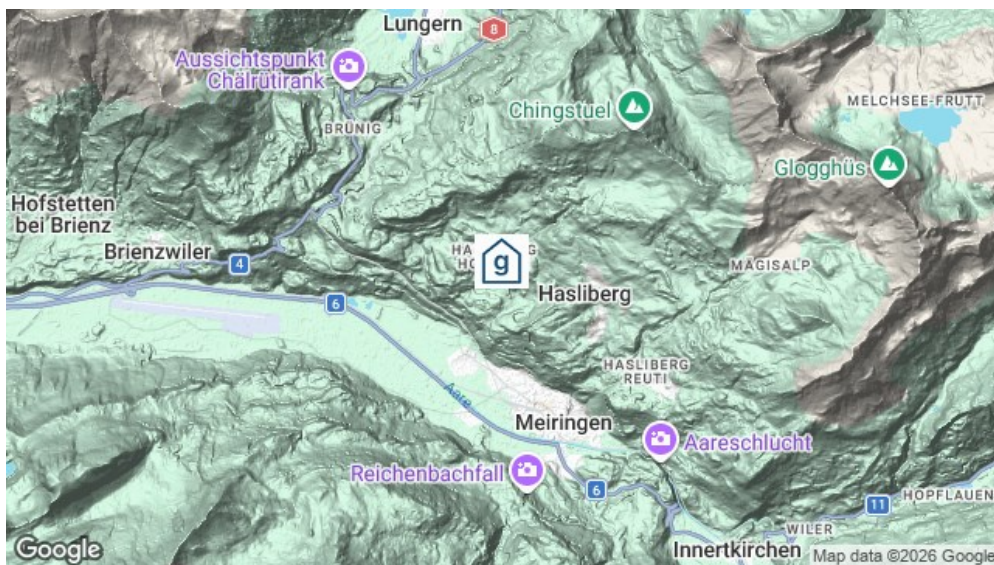 Lungern
8
Aussichtspunkt
Chälrütirank
BRÜNIG
Chingstuel
MELCHSEE-FRUTT
Glogghüs
Hofstetten
bei Brienz
Brienzwiler
4
g
Hasliberg
MÄGISALP
6
HASLIBERG
REUTI
Aare
Meiringen
Aareschlucht
Reichenbachfall
6
11
HOPFLAUEN
WILER
Innertkirchen
Google
Map data ©2026 Google